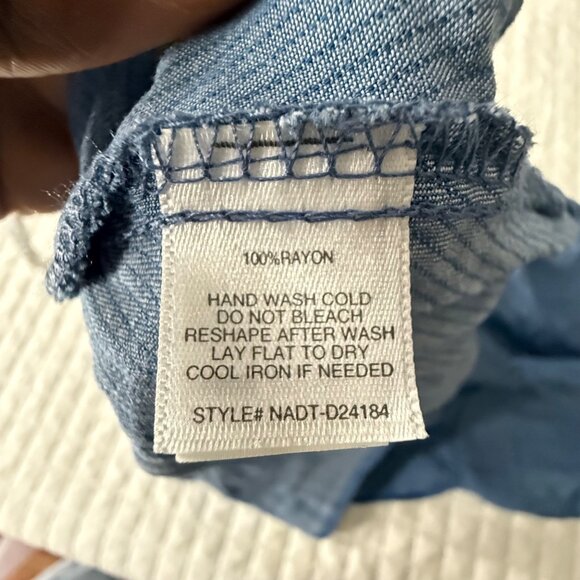 100%RAYON
HAND WASH COLD
DO NOT BLEACH
RESHAPE AFTER WASH
LAY FLAT TO DRY
COOL IRON IF NEEDED
STYLE# NADT-D24184